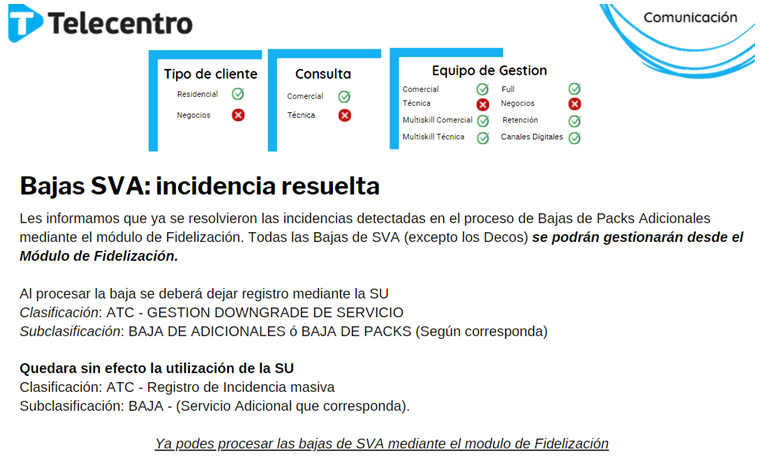 Telecentro
Comunicación
Tipo de cliente
Residencial
Negocios
Consulta
Comercial
Técnica
Equipo de Gestion
Comercial
Full
Técnica
Negocios
Multiskill Comercial
Retención
Multiskill Técnica
Canales Digitales
Bajas SVA: incidencia resuelta
Les informamos que ya se resolvieron las incidencias detectadas en el proceso de Bajas de Packs Adicionales
mediante el módulo de Fidelización. Todas las Bajas de SVA (excepto los Decos) se podrán gestionarán desde el
Módulo de Fidelización.
Al procesar la baja se deberá dejar registro mediante la SU
Clasificación: ATC - GESTION DOWNGRADE DE SERVICIO
Subclasificación: BAJA DE ADICIONALES ó BAJA DE PACKS (Según corresponda)
Quedara sin efecto la utilización de la SU
Clasificación: ATC - Registro de Incidencia masiva
Subclasificación: BAJA - (Servicio Adicional que corresponda).
Ya podes procesar las bajas de SVA mediante el modulo de Fidelización